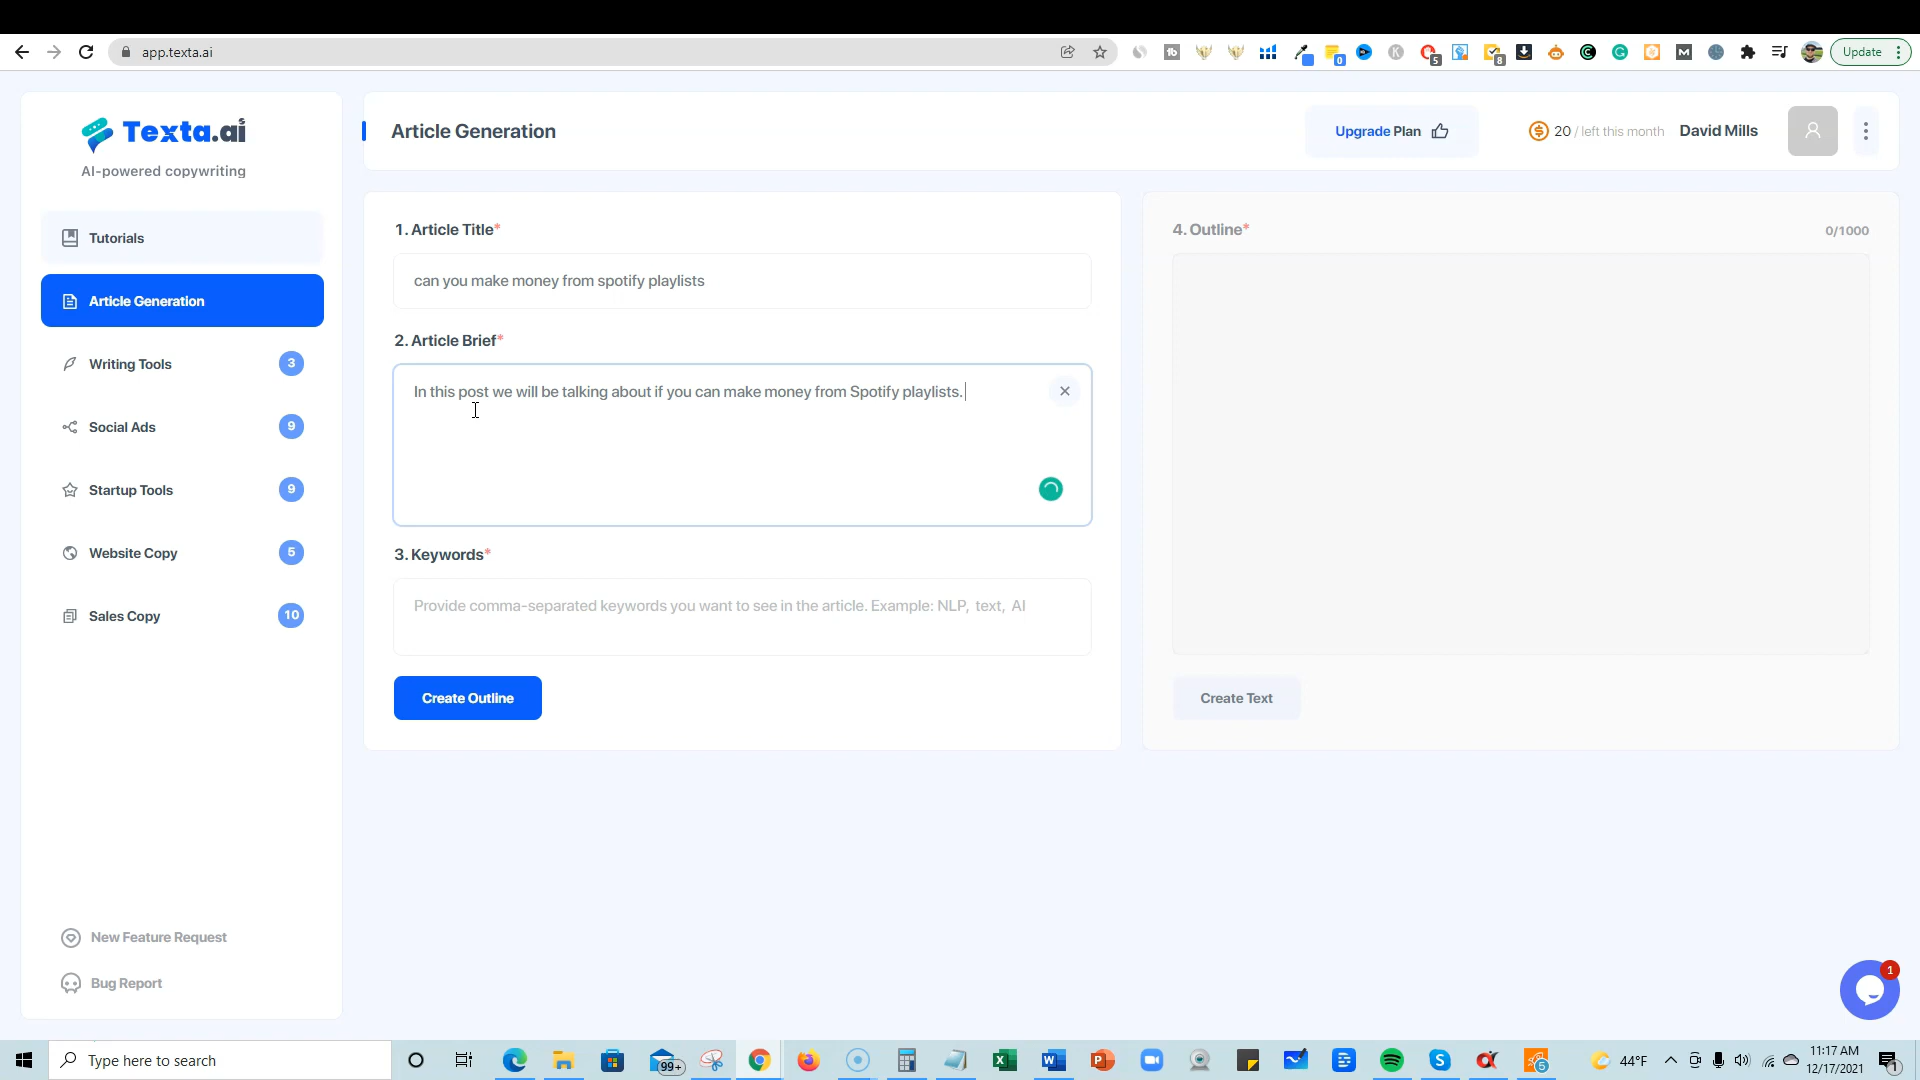 app.texta.ai
0
5
8
Update
Texta.ai
AI-powered copywriting
Tutorials
Article Generation
Writing Tools 3
Social Ads 9
Startup Tools 9
Website Copy 5
Sales Copy 10
New Feature Request
Bug Report
Article Generation
Upgrade Plan
20 / left this month
David Mills
1. Article Title*
can you make money from spotify playlists
2. Article Brief*
In this post we will be talking about if you can make money from Spotify playlists.
3. Keywords*
Provide comma-separated keywords you want to see in the article. Example: NLP, text, AI
Create Outline
4. Outline*
0/1000
Create Text
1
Type here to search
99+
5
44°F
11:17 AM
12/17/2021
1